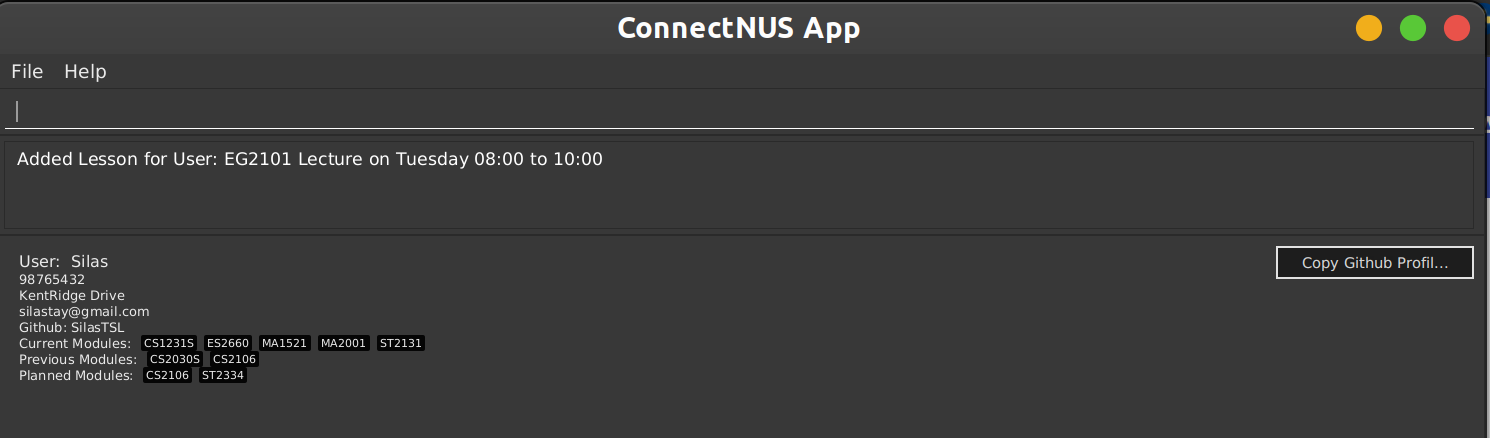 ConnectNUS App
File Help
Added Lesson for User: EG2101 Lecture on Tuesday 08:00 to 10:00
User: Silas
Copy Github Profil...
98765432
KentRidge Drive
silastay@gmail.com
Github: SilasTSL
Current Modules: CS1231S ES2660 MA1521 MA2001 ST2131
Previous Modules: CS2030S CS2106
Planned Modules: CS2106 ST2334